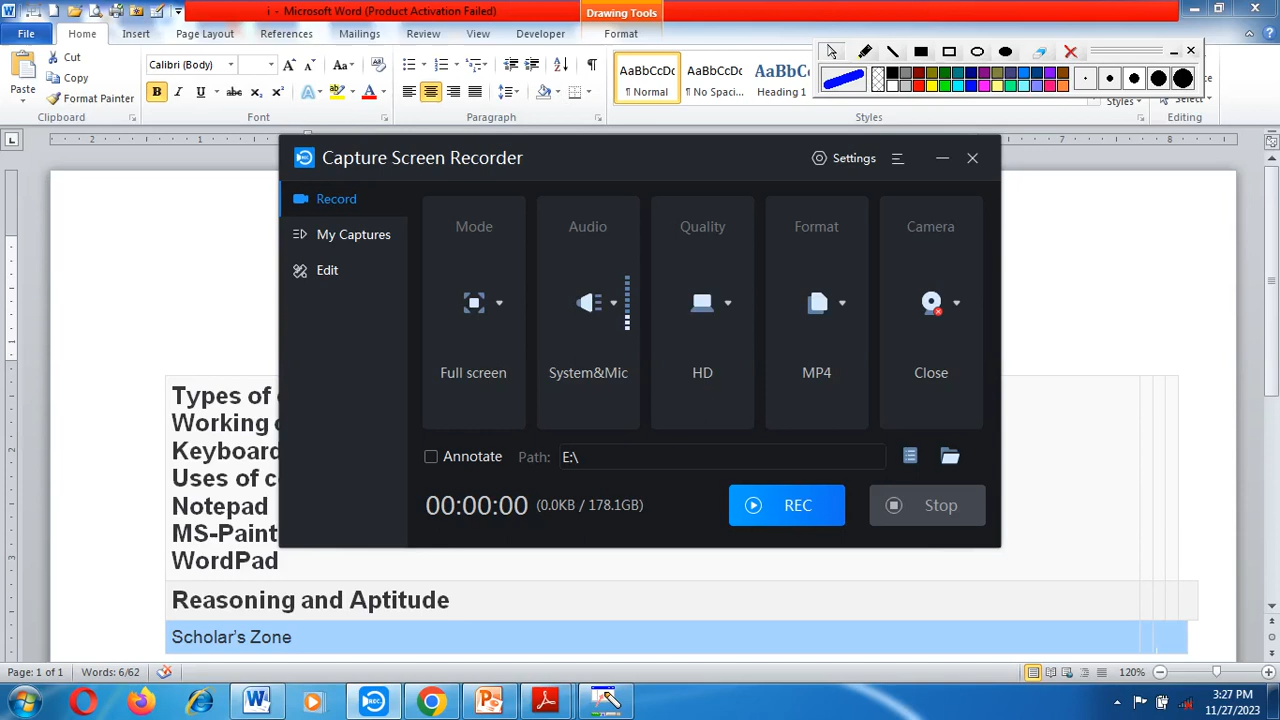 i - Microsoft Word (Product Activation Failed)
Drawing Tools
File Home Insert Page Layout References Mailings Review View Developer Format
Cut
Copy
Format Painter
Paste
Clipboard
Calibri (Body)
Font
Paragraph
AaBbCcDc
¶ Normal
AaBbCcDc
¶ No Spaci...
AaBbCc
Heading 1
Styles
Styles
Select
Editing
Capture Screen Recorder
Settings
Record
My Captures
Edit
Mode Audio Quality Format Camera
Full screen System&Mic HD MP4 Close
Annotate Path: E:\
00:00:00 (0.0KB / 178.1GB) REC Stop
Types of
Working
Keyboard
Uses of c
Notepad
MS-Paint
WordPad
Reasoning and Aptitude
Scholar's Zone
Page: 1 of 1 Words: 6/62 120%
3:27 PM
11/27/2023